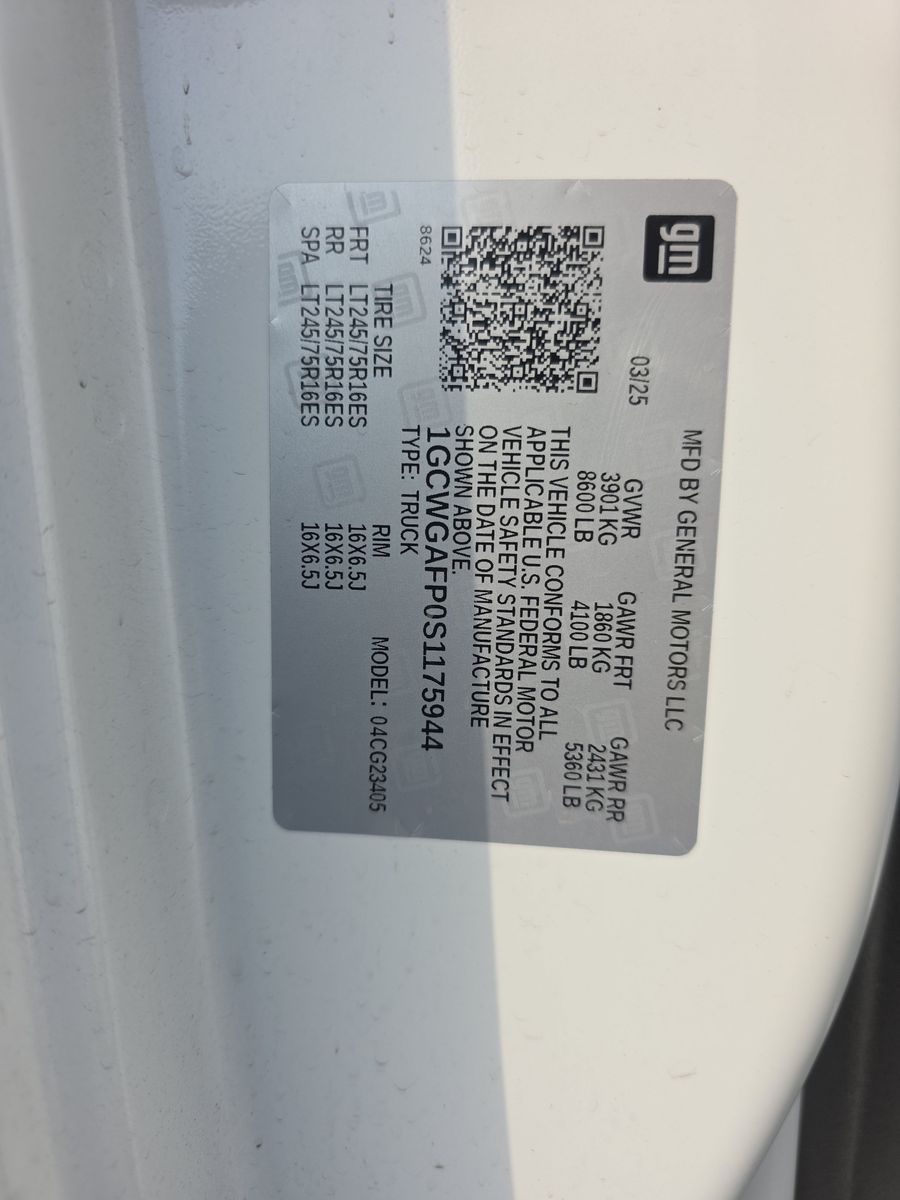 gm
MFD BY GENERAL MOTORS LLC
03/25
GVWR GAWR FRT GAWR RR
3901 KG 1860 KG 2431 KG
8600 LB 4100 LB 5360 LB
THIS VEHICLE CONFORMS TO ALL
APPLICABLE U.S. FEDERAL MOTOR
VEHICLE SAFETY STANDARDS IN EFFECT
ON THE DATE OF MANUFACTURE
SHOWN ABOVE.
8624
1GCWGAFP0S1175944
TYPE: TRUCK
MODEL: 04CG23405
TIRE SIZE RIM
FRT LT245/75R16ES 16X6.5J
RR LT245/75R16ES 16X6.5J
SPA LT245/75R16ES 16X6.5J